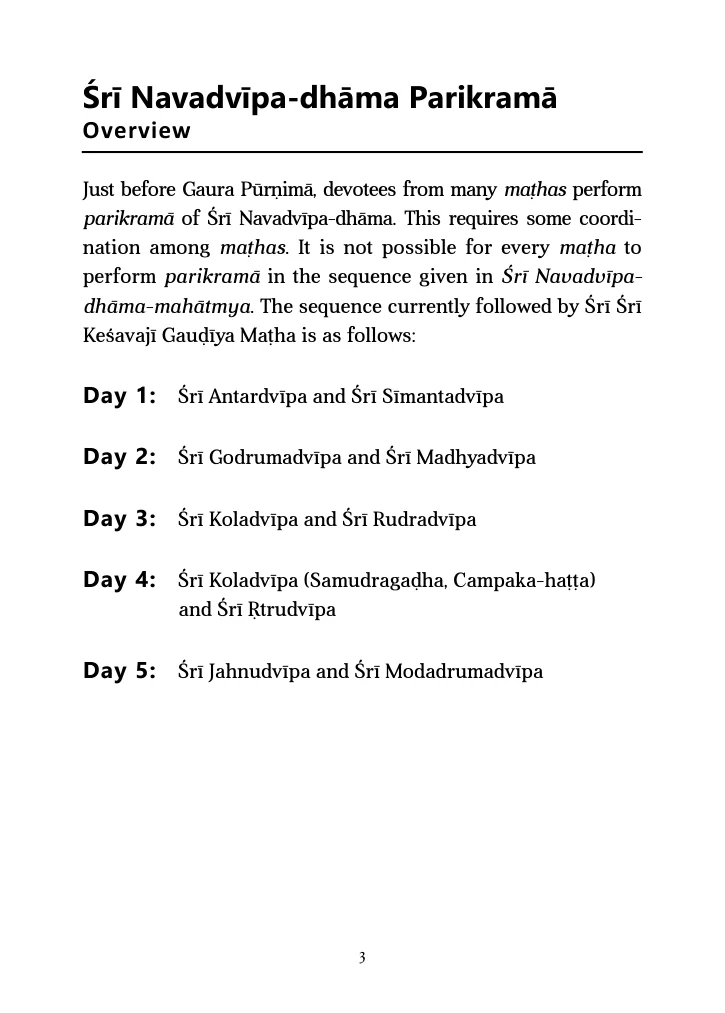 Śrī Navadvīpa-dhāma Parikramā
Overview
Just before Gaura Pūrṇimā, devotees from many maṭhas perform
parikramā of Śrī Navadvīpa-dhāma. This requires some coordi-
nation among maṭhas. It is not possible for every maṭha to
perform parikramā in the sequence given in Śrī Navadvīpa-
dhāma-mahātmya. The sequence currently followed by Śrī Śrī
Keśavajī Gauḍīya Maṭha is as follows:
Day 1: Śrī Antardvīpa and Śrī Sīmantadvīpa
Day 2: Śrī Godrumadvīpa and Śrī Madhyadvīpa
Day 3: Śrī Koladvīpa and Śrī Rudradvīpa
Day 4: Śrī Koladvīpa (Samudragaḍha, Campaka-haṭṭa)
and Śrī Ṛtrudvīpa
Day 5: Śrī Jahnudvīpa and Śrī Modadrumadvīpa
3